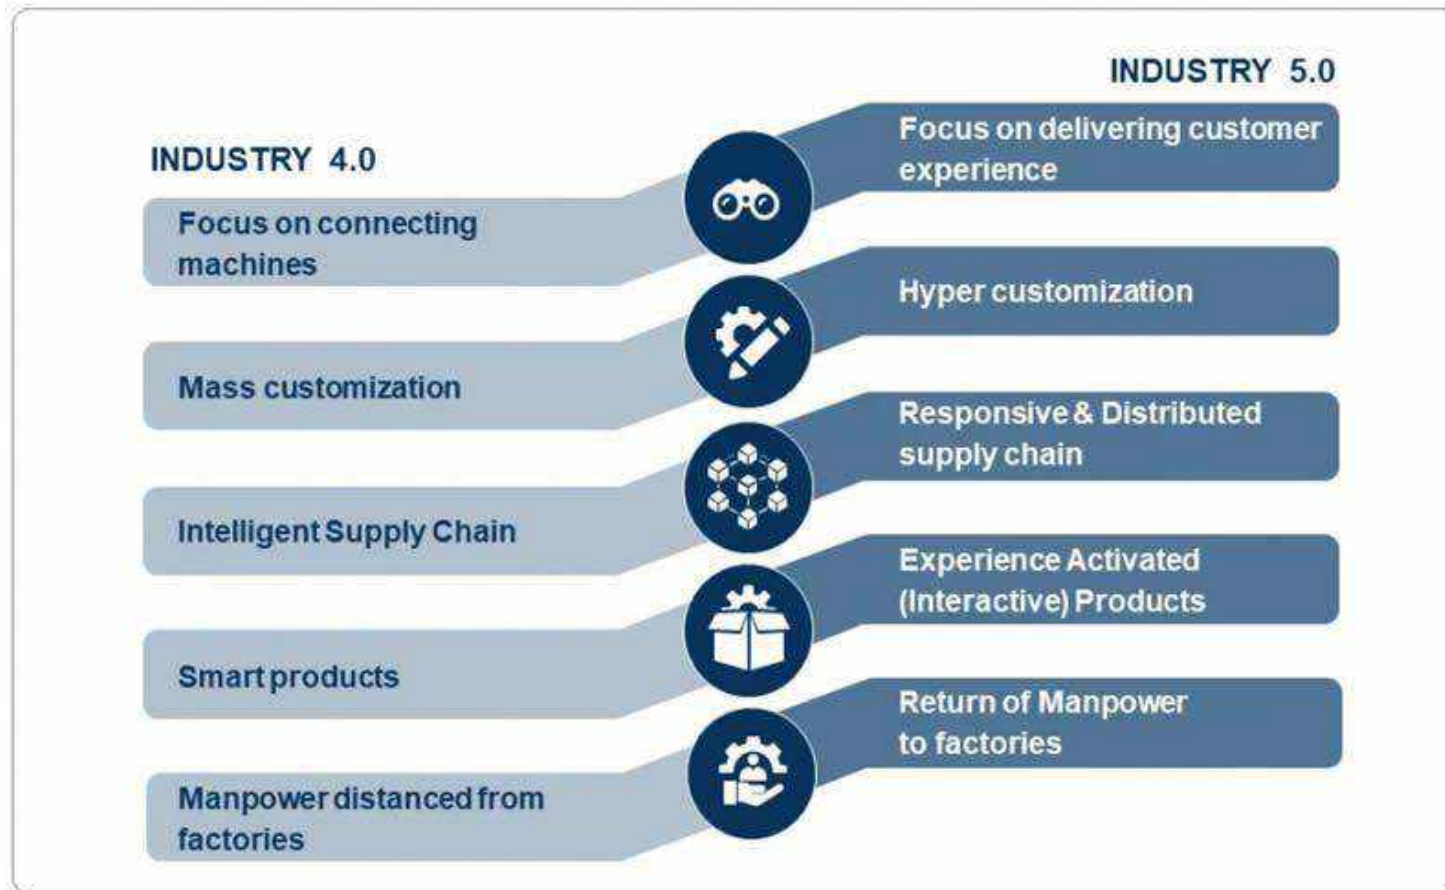 INDUSTRY 4.0
Focus on connecting
machines
Mass customization
Intelligent Supply Chain
Smart products
Manpower distanced from
factories
INDUSTRY 5.0
Focus on delivering customer
experience
Hyper customization
Responsive & Distributed
supply chain
Experience Activated
(Interactive) Products
Return of Manpower
to factories